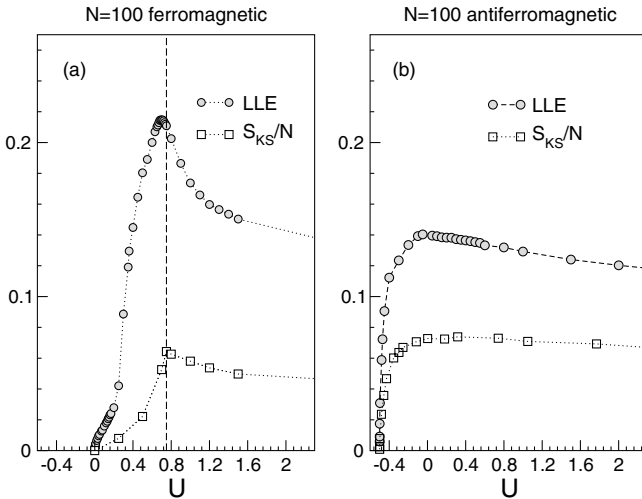 N=100 ferromagnetic
N=100 antiferromagnetic
(a)
LLE
S_KS/N
0.2
0.1
0
-0.4 0 0.4 0.8 1.2 1.6 2
U
(b)
LLE
S_KS/N
0.2
0.1
0
-0.4 0 0.4 0.8 1.2 1.6 2
U